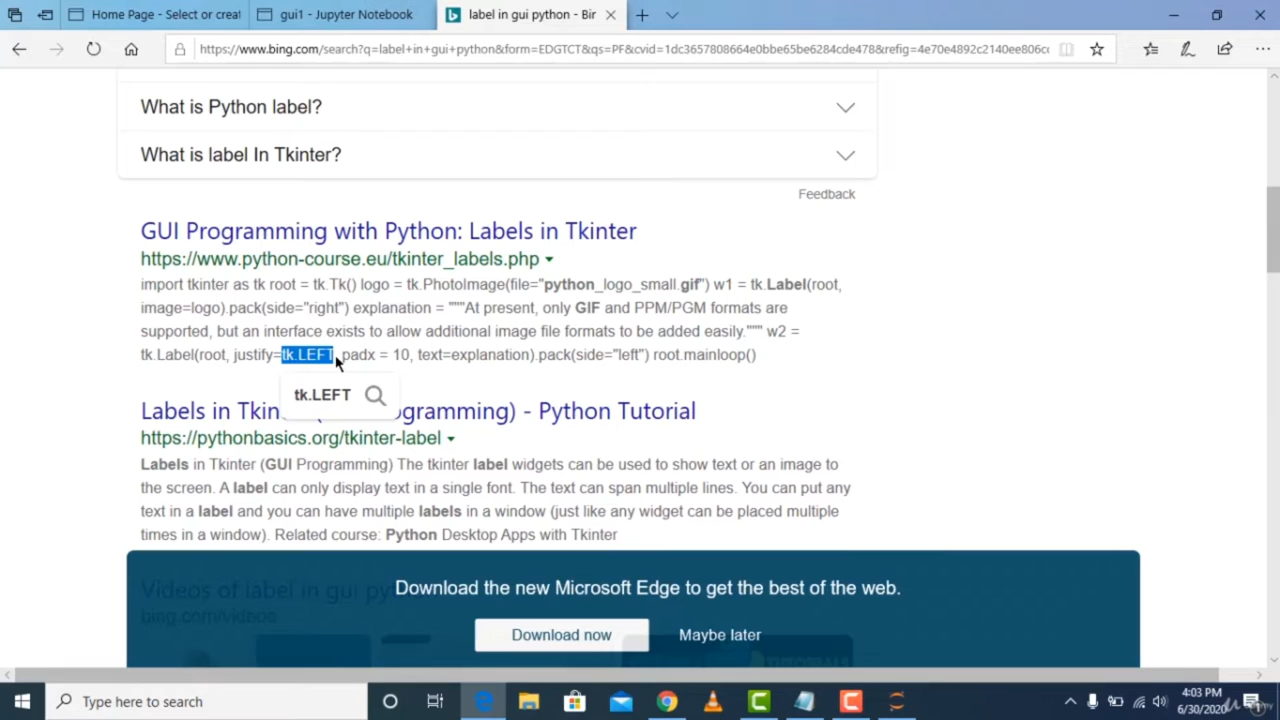 Home Page - Select or creat
gui1 - Jupyter Notebook
label in gui python - Bir
https://www.bing.com/search?q=label+in+gui+python&form=EDGTCT&qs=PF&cvid=1dc3657808664e0bbe65be6284cde478&refig=4e70e4892c2140ee806cc
What is Python label?
What is label In Tkinter?
Feedback
GUI Programming with Python: Labels in Tkinter
https://www.python-course.eu/tkinter_labels.php
import tkinter as tk root = tk.Tk() logo = tk.PhotoImage(file="python_logo_small.gif") w1 = tk.Label(root,
image=logo).pack(side="right") explanation = """At present, only GIF and PPM/PGM formats are
supported, but an interface exists to allow additional image file formats to be added easily.""" w2 =
tk.Label(root, justify=tk.LEFT, padx = 10, text=explanation).pack(side="left") root.mainloop()
tk.LEFT
Labels in Tkin ogramming) - Python Tutorial
https://pythonbasics.org/tkinter-label
Labels in Tkinter (GUI Programming) The tkinter label widgets can be used to show text or an image to
the screen. A label can only display text in a single font. The text can span multiple lines. You can put any
text in a label and you can have multiple labels in a window (just like any widget can be placed multiple
times in a window). Related course: Python Desktop Apps with Tkinter
Videos of label in gui py
bing.com/videos
Download the new Microsoft Edge to get the best of the web.
Download now
Maybe later
Type here to search
4:03 PM
6/30/2020